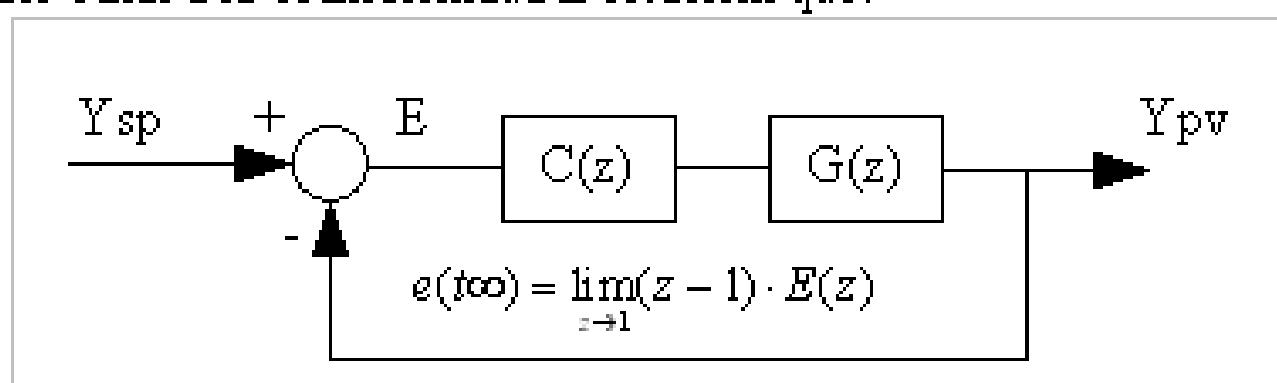 Ysp + E C(z) G(z) Ypv
-
e(t∞) = lim(z − 1) · E(z)
z→1